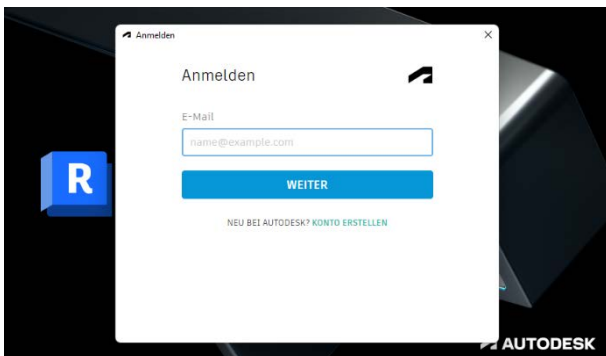 Anmelden
Anmelden
E-Mail
name@example.com
WEITER
NEU BEI AUTODESK? KONTO ERSTELLEN
R
AUTODESK